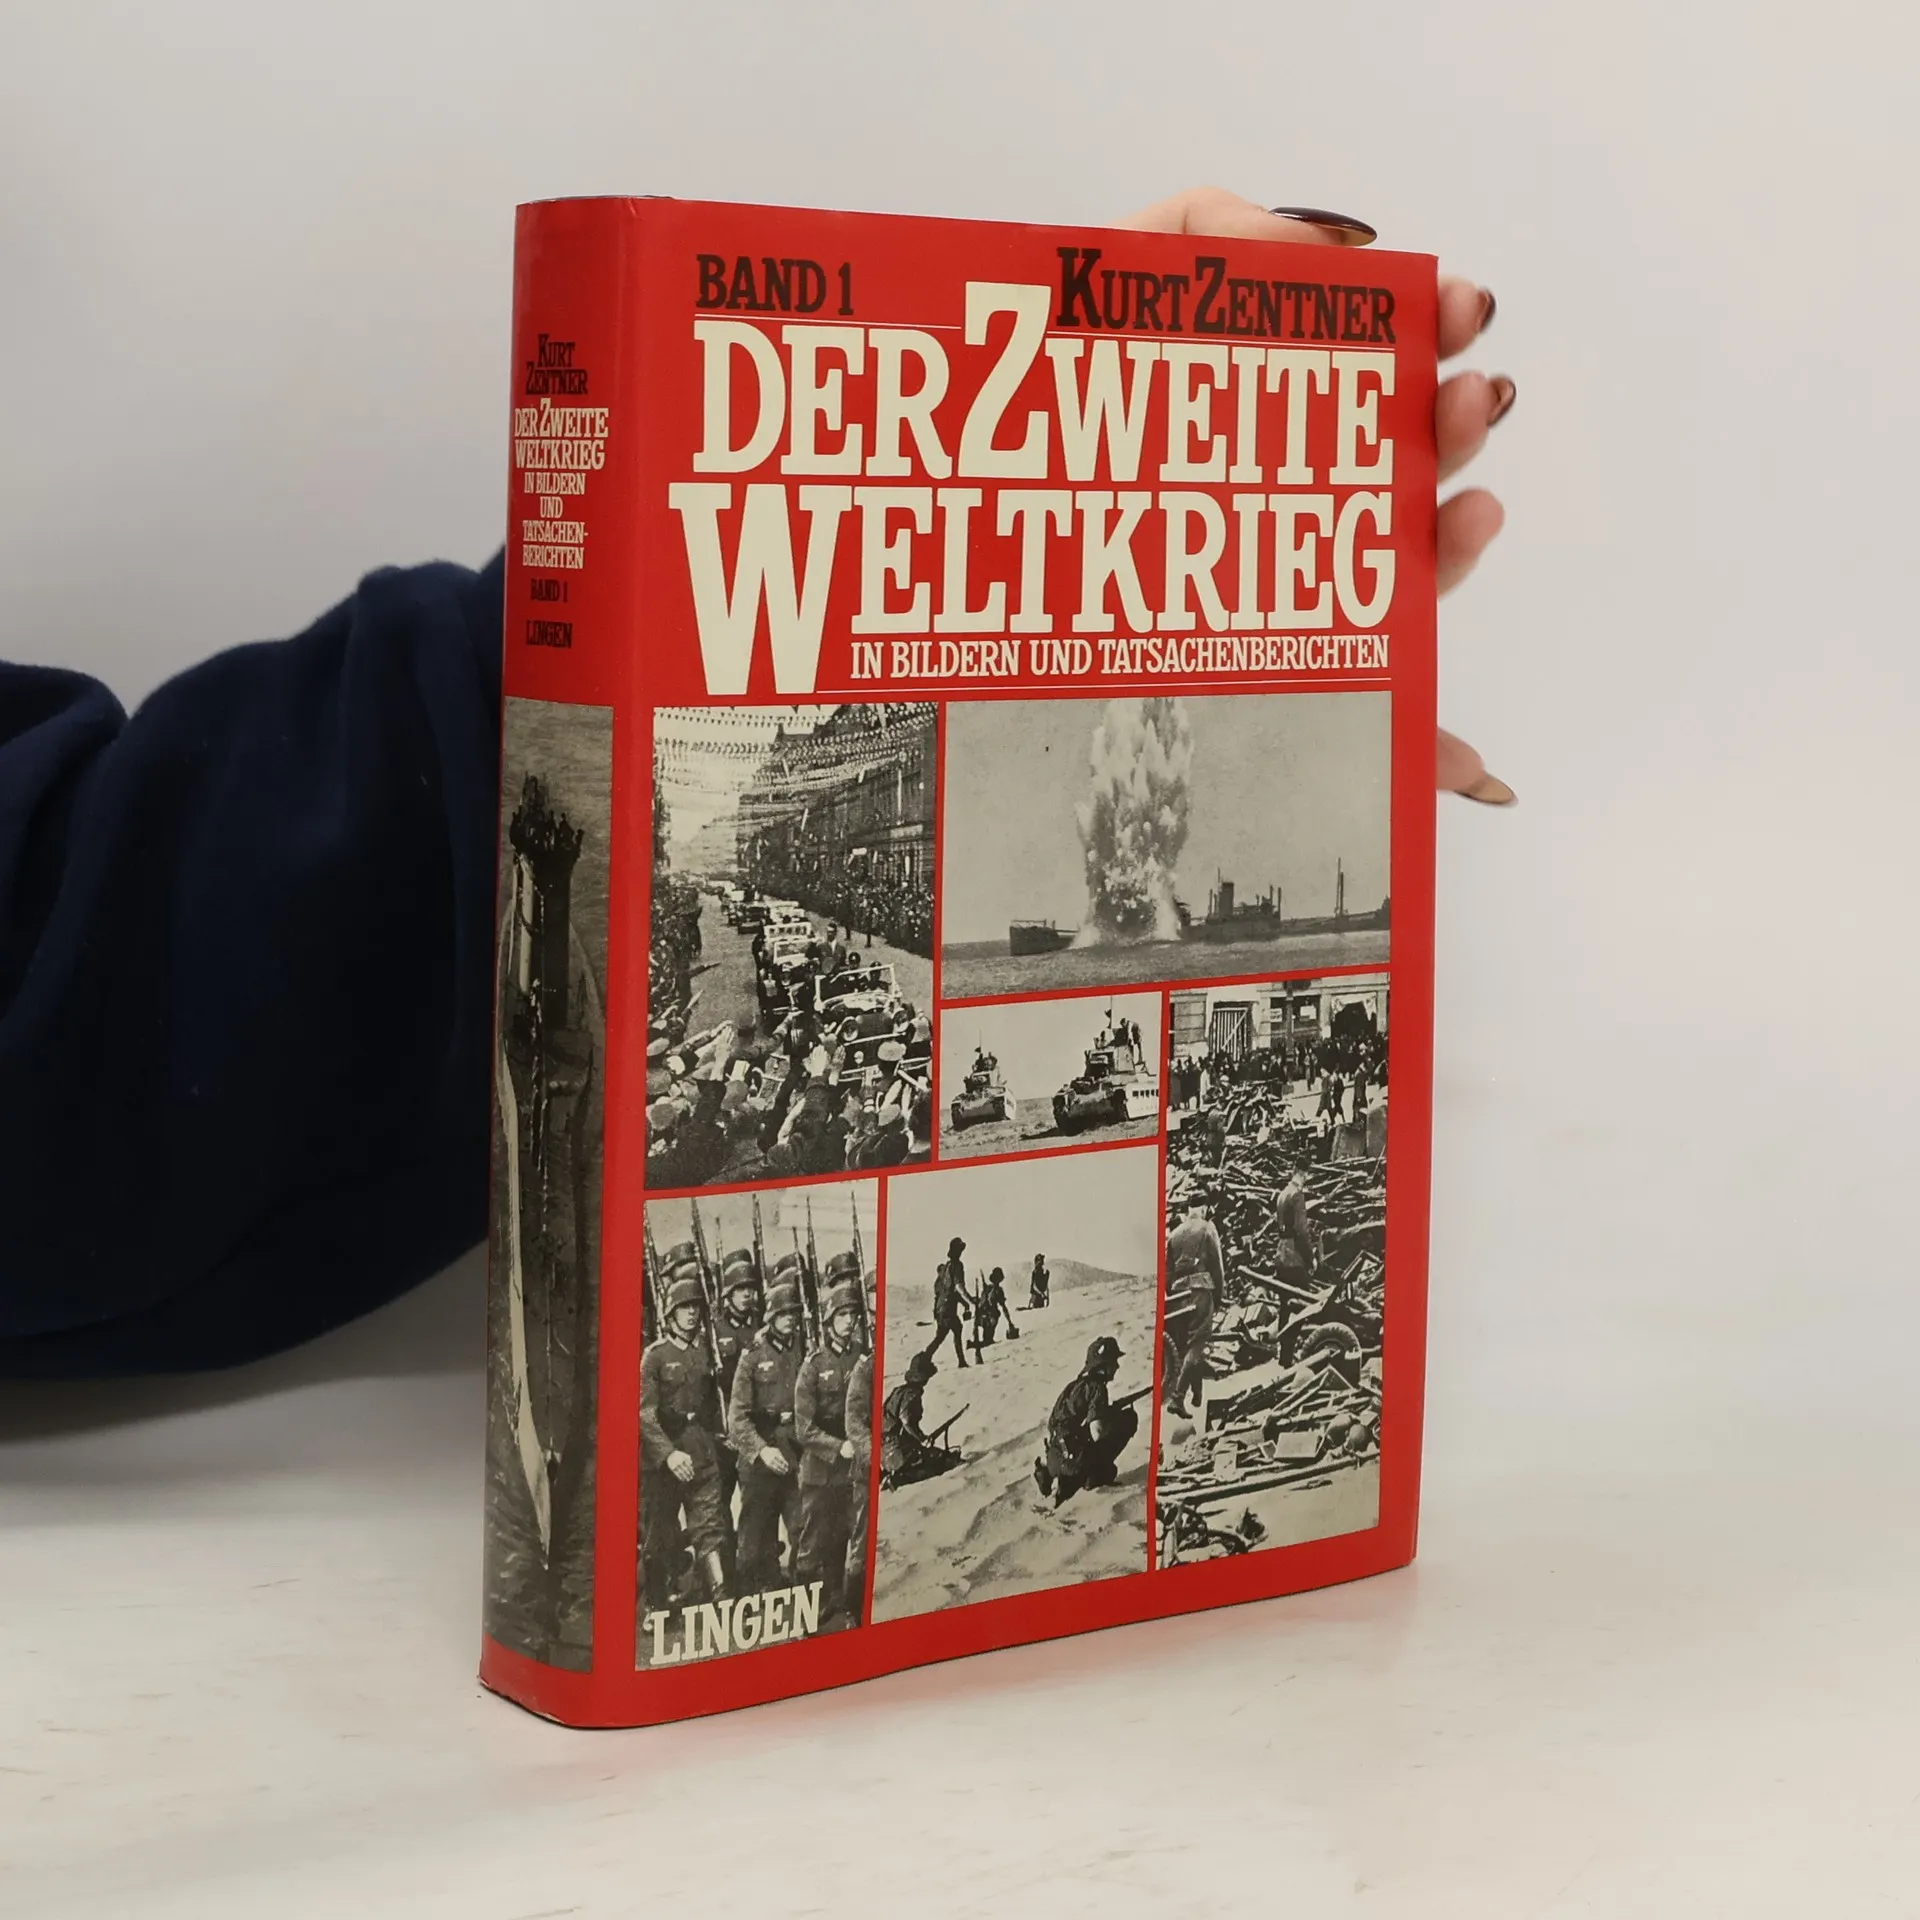 KURT
ZENTNER
DER ZWEITE
WELTKRIEG
IN BILDERN
UND
TATSACHEN-
BERICHTEN
BAND 1
LINGEN
BAND 1
KURT ZENTNER
DER ZWEITE
WELTKRIEG
IN BILDERN UND TATSACHENBERICHTEN
LINGEN